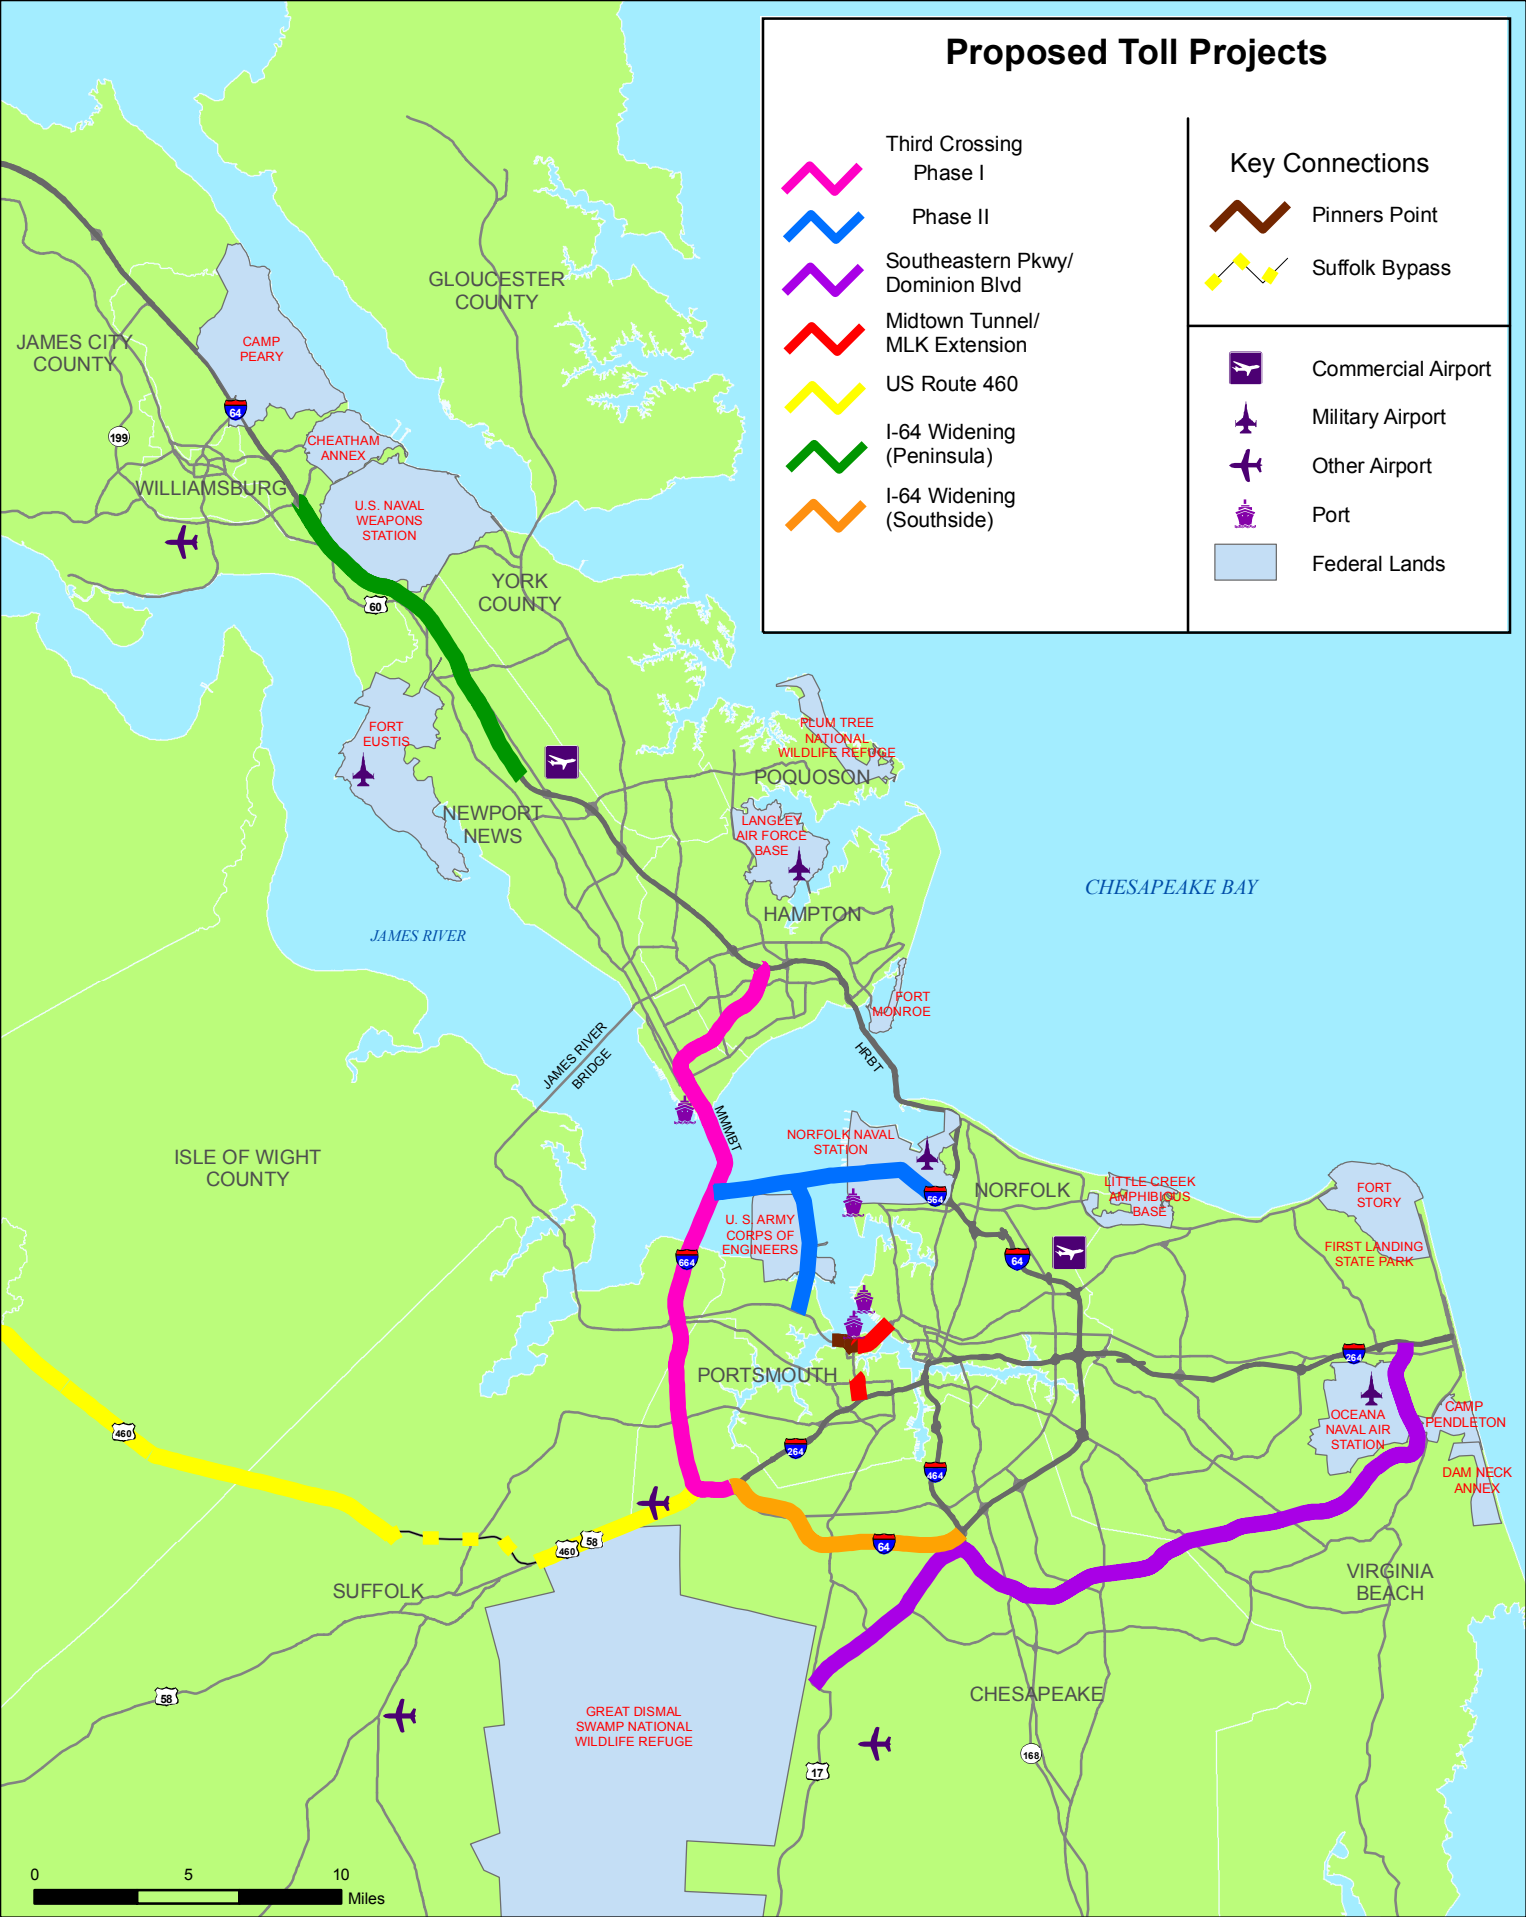 Proposed Toll Projects
Third Crossing
Phase I
Phase II
Southeastern Pkwy/
Dominion Blvd
Midtown Tunnel/
MLK Extension
US Route 460
I-64 Widening
(Peninsula)
I-64 Widening
(Southside)
Key Connections
Pinners Point
Suffolk Bypass
Commercial Airport
Military Airport
Other Airport
Port
Federal Lands
GLOUCESTER
COUNTY
JAMES CITY
COUNTY
CAMP
PEARY
64
199
CHEATHAM
ANNEX
WILLIAMSBURG
U.S. NAVAL
WEAPONS
STATION
YORK
COUNTY
60
FORT
EUSTIS
PLUM TREE
NATIONAL
WILDLIFE REFUGE
POQUOSON
NEWPORT
NEWS
LANGLEY
AIR FORCE
BASE
CHESAPEAKE BAY
HAMPTON
JAMES RIVER
FORT
MONROE
JAMES RIVER
BRIDGE
HRBT
MMMBT
NORFOLK NAVAL
STATION
ISLE OF WIGHT
COUNTY
564
NORFOLK
LITTLE CREEK
AMPHIBIOUS
BASE
FORT
STORY
U. S. ARMY
CORPS OF
ENGINEERS
664
64
FIRST LANDING
STATE PARK
264
PORTSMOUTH
460
OCEANA
NAVAL AIR
STATION
CAMP
PENDLETON
264
464
DAM NECK
ANNEX
460
58
64
SUFFOLK
VIRGINIA
BEACH
58
CHESAPEAKE
GREAT DISMAL
SWAMP NATIONAL
WILDLIFE REFUGE
168
17
0 5 10
Miles